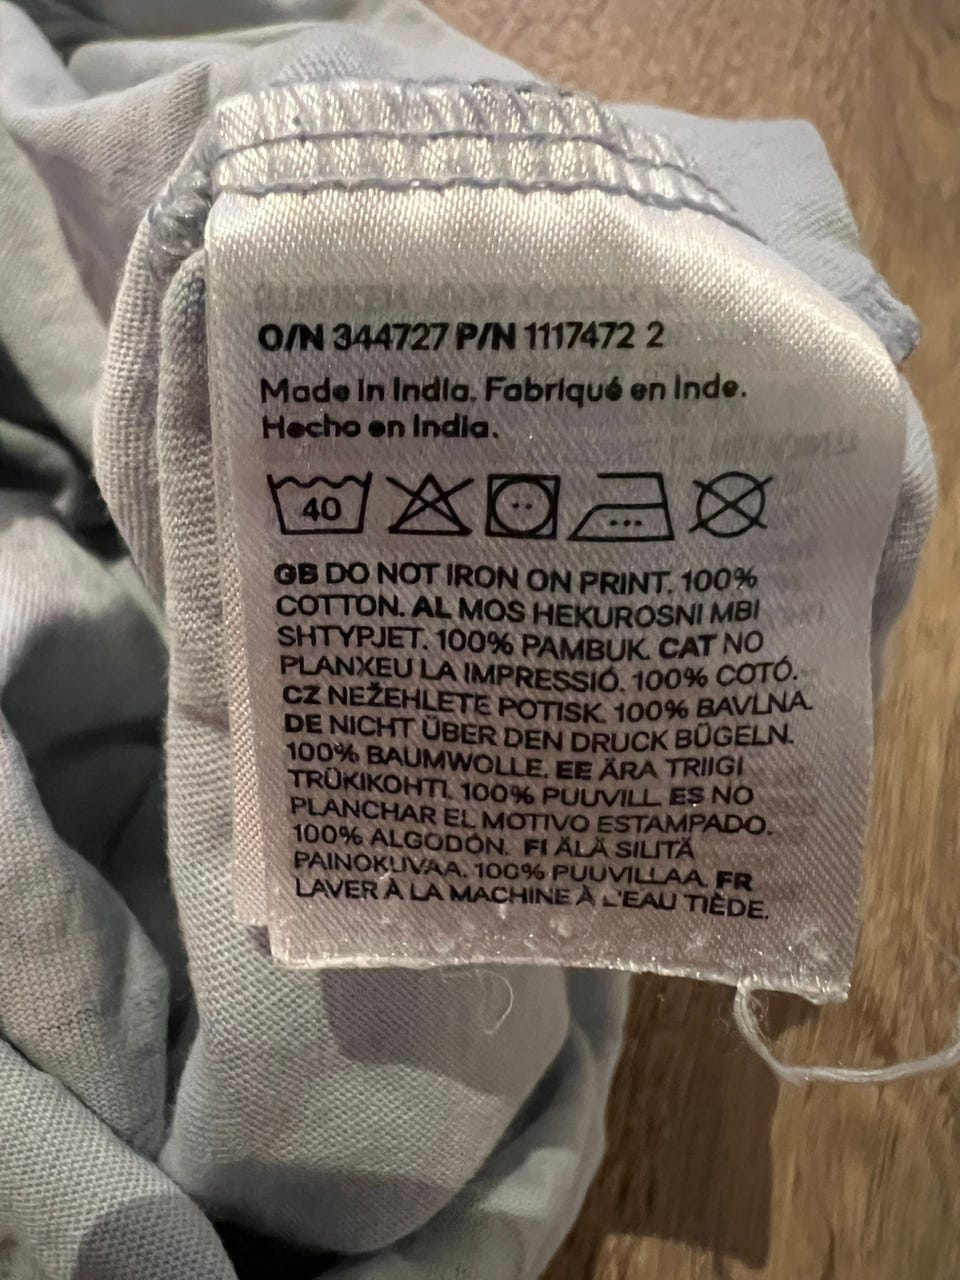 O/N 344727 P/N 1117472 2
Made in India. Fabriqué en Inde.
Hecho en India.
40
GB DO NOT IRON ON PRINT. 100%
COTTON. AL MOS HEKUROSNI MBI
SHTYPJET. 100% PAMBUK. CAT NO
PLANXEU LA IMPRESSIÓ. 100% COTÓ.
CZ NEŽEHLETE POTISK. 100% BAVLNA.
DE NICHT ÜBER DEN DRUCK BÜGELN.
100% BAUMWOLLE. EE ÄRA TRIIGI
TRÜKIKOHTI. 100% PUUVILL. ES NO
PLANCHAR EL MOTIVO ESTAMPADO.
100% ALGODÓN. FI ÄLÄ SILITÄ
PAINOKUVAA. 100% PUUVILLAA. FR
LAVER À LA MACHINE À L'EAU TIÈDE.